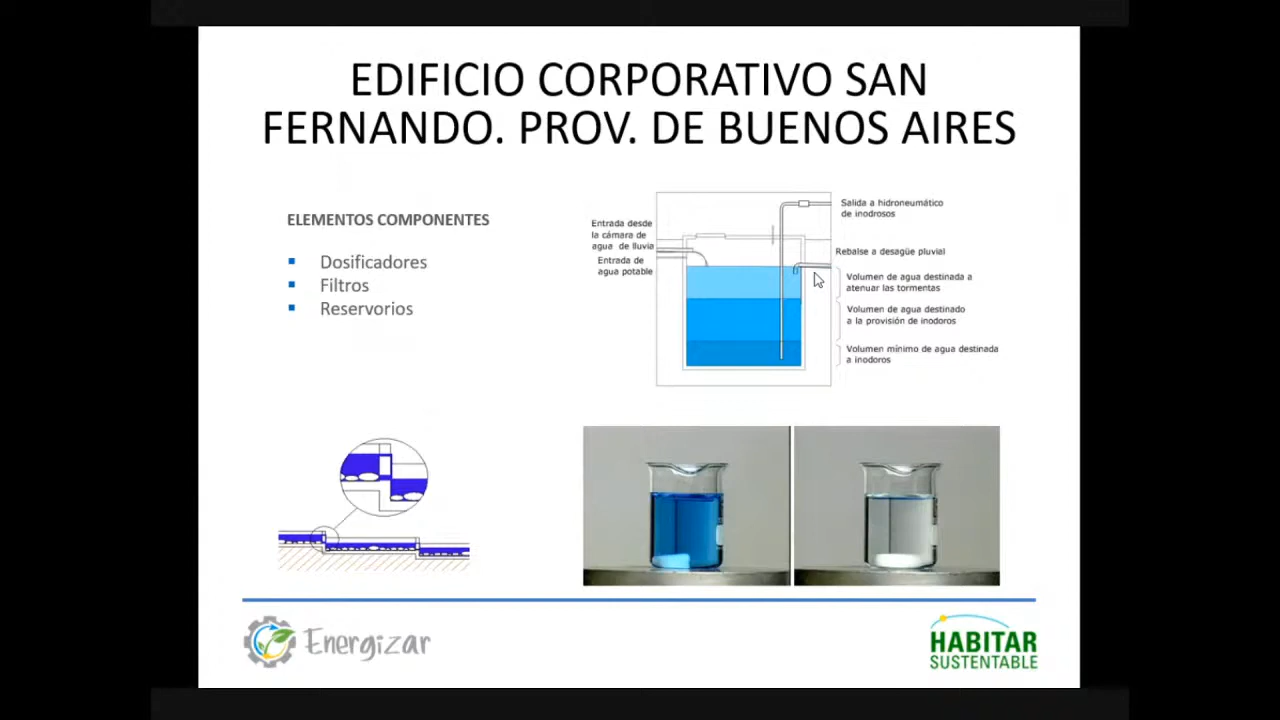 EDIFICIO CORPORATIVO SAN
FERNANDO. PROV. DE BUENOS AIRES
ELEMENTOS COMPONENTES
Dosificadores
Filtros
Reservorios
Entrada desde
la cámara de
agua de lluvia
Entrada de
agua potable
Salida a hidroneumático
de inodrosos
Rebalse a desagüe pluvial
Volumen de agua destinada a
atenuar las tormentas
Volumen de agua destinado
a la provisión de inodoros
Volumen mínimo de agua destinada
a inodoros
Energizar
HABITAR
SUSTENTABLE